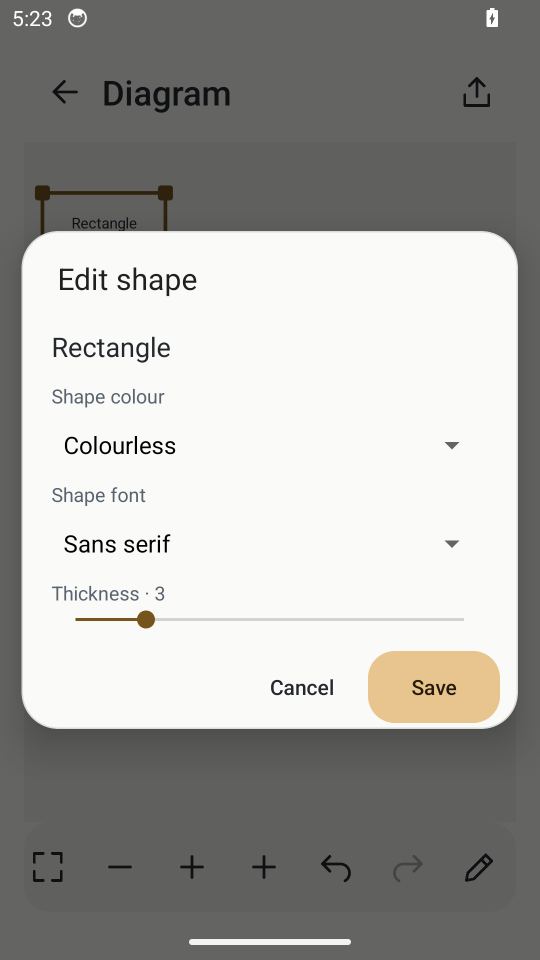 5:23
Diagram
Rectangle
Edit shape
Rectangle
Shape colour
Colourless
Shape font
Sans serif
Thickness · 3
Cancel
Save